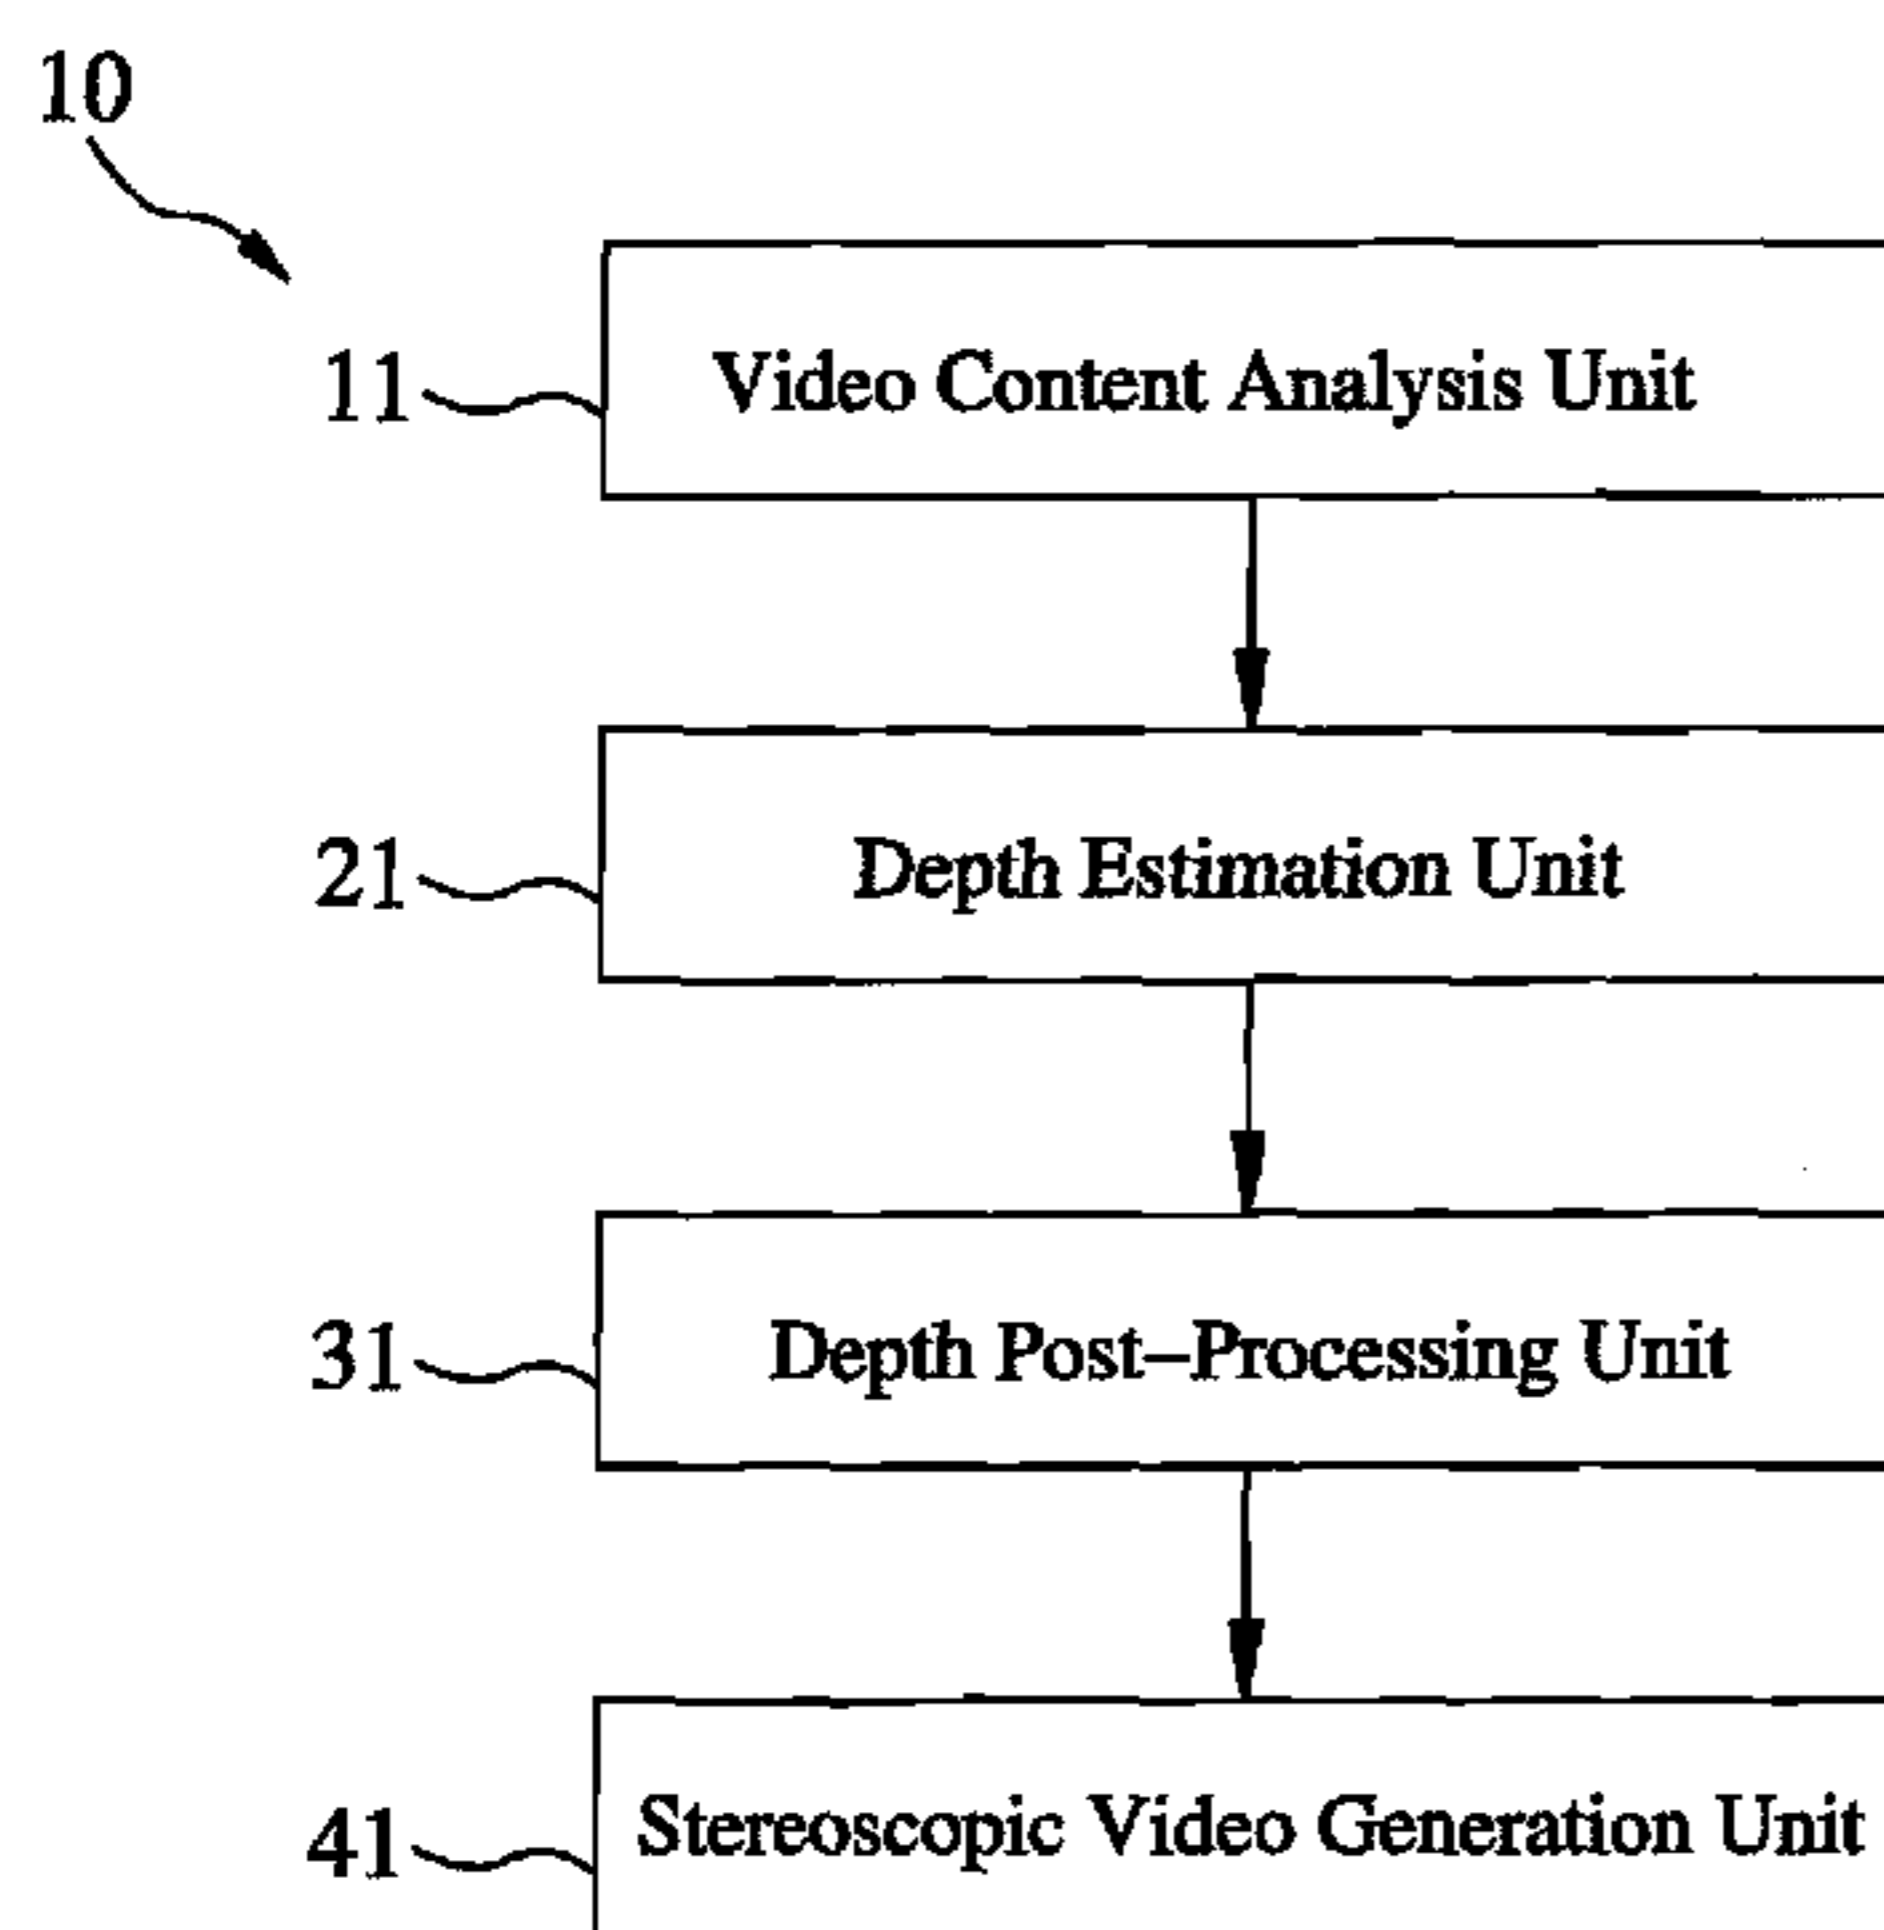 10
11 Video Content Analysis Unit
21 Depth Estimation Unit
31 Depth Post–Processing Unit
41 Stereoscopic Video Generation Unit